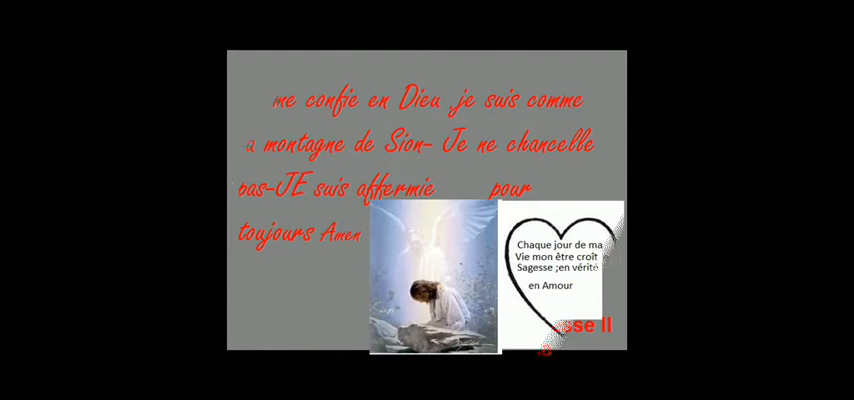 me confie en Dieu ,je suis comme
a montagne de Sion- Je ne chancelle
pas-JE suis affermie pour
toujours Amen
Chaque jour de ma
Vie mon être croît
Sagesse ;en vérité
en Amour